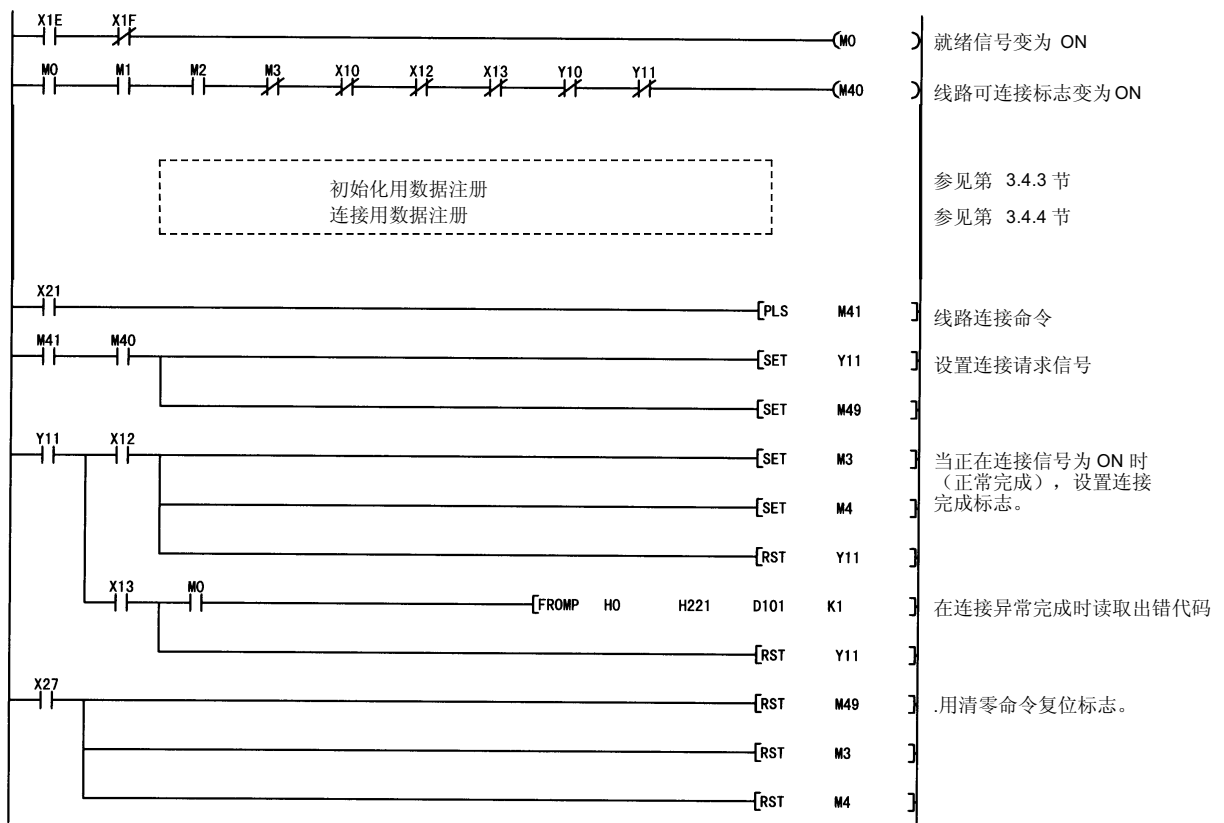 X1E X1F
M0 就绪信号变为 ON
M0 M1 M2 M3 X10 X12 X13 Y10 Y11
M40 线路可连接标志变为 ON
初始化用数据注册 参见第 3.4.3 节
连接用数据注册 参见第 3.4.4 节
X21
PLS M41 线路连接命令
M41 M40
SET Y11 设置连接请求信号
SET M49
Y11 X12
SET M3 当正在连接信号为 ON 时
（正常完成），设置连接
SET M4 完成标志。
RST Y11
X13 M0
FROMP H0 H221 D101 K1 在连接异常完成时读取出错代码
RST Y11
X27
RST M49 .用清零命令复位标志。
RST M3
RST M4